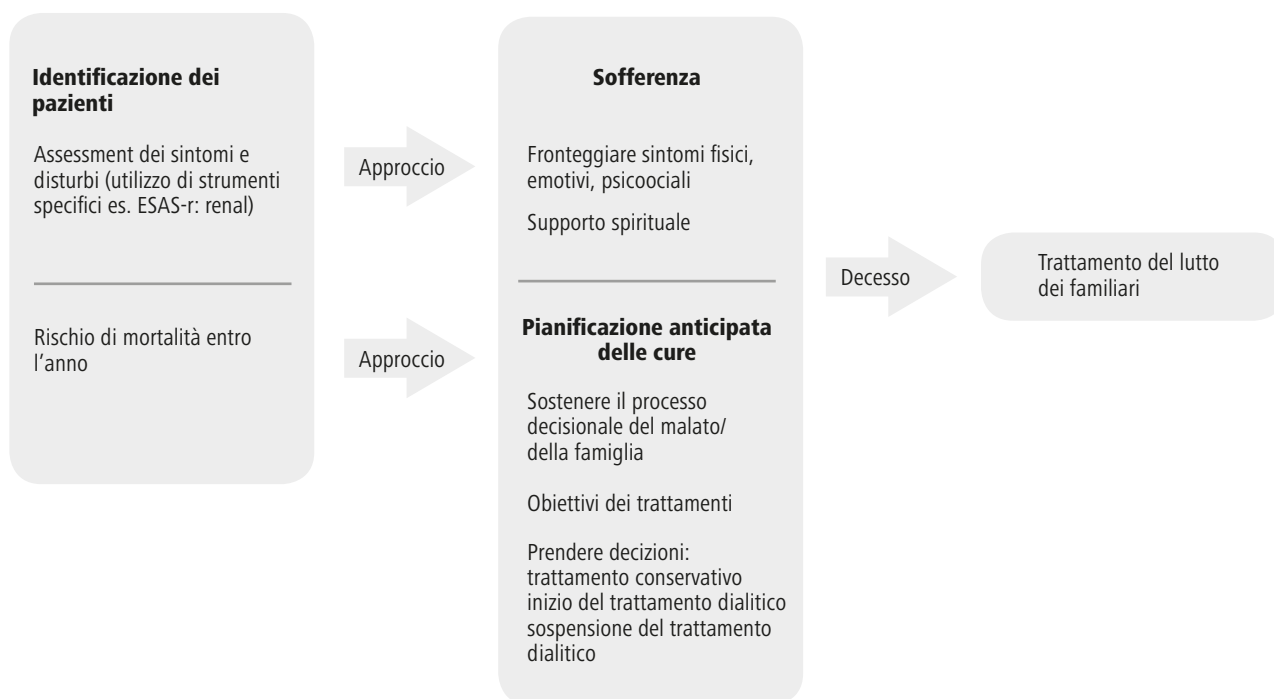 Identificazione dei
pazienti
Assessment dei sintomi e
disturbi (utilizzo di strumenti
specifici es. ESAS-r: renal)
Rischio di mortalità entro
l'anno
Approccio
Approccio
Sofferenza
Fronteggiare sintomi fisici,
emotivi, psicoociali
Supporto spirituale
Pianificazione anticipata
delle cure
Sostenere il processo
decisionale del malato/
della famiglia
Obiettivi dei trattamenti
Prendere decisioni:
trattamento conservativo
inizio del trattamento dialitico
sospensione del trattamento
dialitico
Decesso
Trattamento del lutto
dei familiari